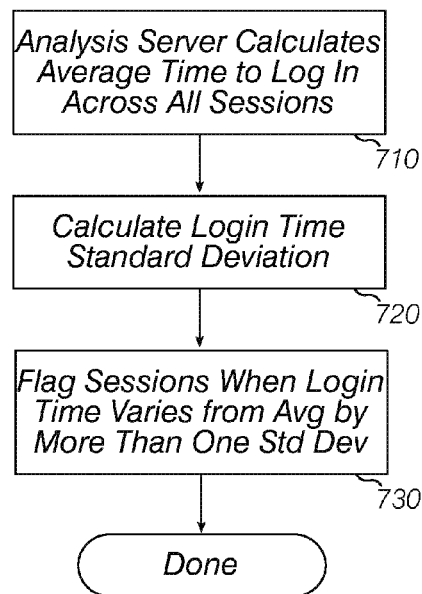 Analysis Server Calculates
Average Time to Log In
Across All Sessions
710
Calculate Login Time
Standard Deviation
720
Flag Sessions When Login
Time Varies from Avg by
More Than One Std Dev
730
Done